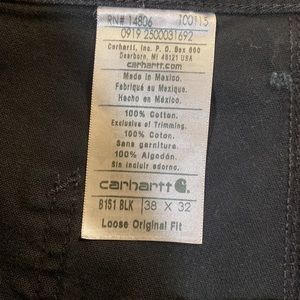 RN# 14806 100115
0919 2500031692
Carhartt, Inc. P.O. Box 600
Dearborn, MI 48121 USA
carhartt.com
Made in Mexico.
Fabriqué au Mexique.
Hecho en México.
100% Cotton.
Exclusive of Trimming.
100% Coton.
Sans garniture.
100% Algodón.
Sin incluir adorno.
carhartt
B151 BLK 38 X 32
Loose Original Fit